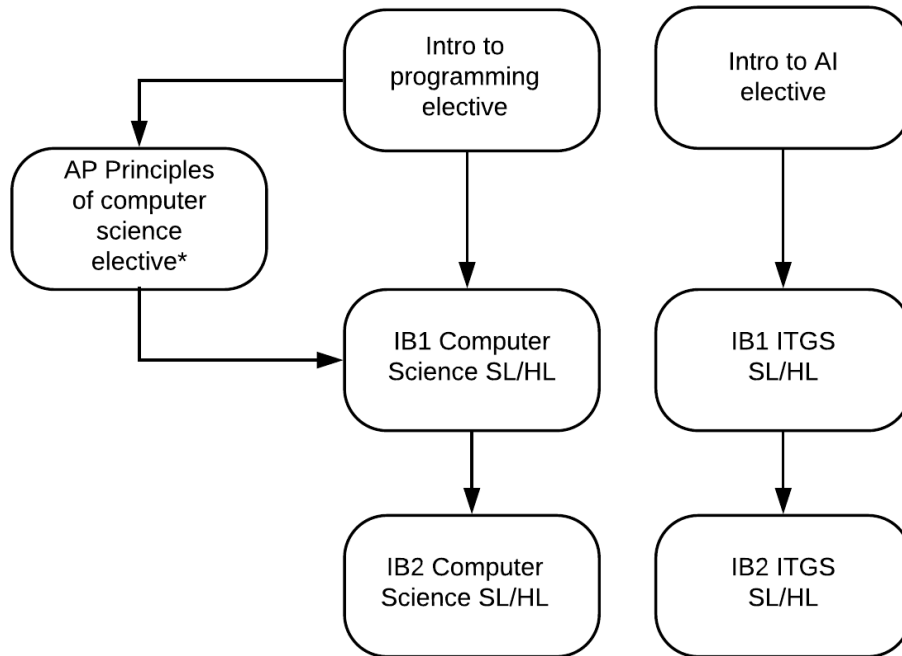 Intro to
programming
elective
Intro to AI
elective
AP Principles
of computer
science
elective*
IB1 Computer
Science SL/HL
IB1 ITGS
SL/HL
IB2 Computer
Science SL/HL
IB2 ITGS
SL/HL